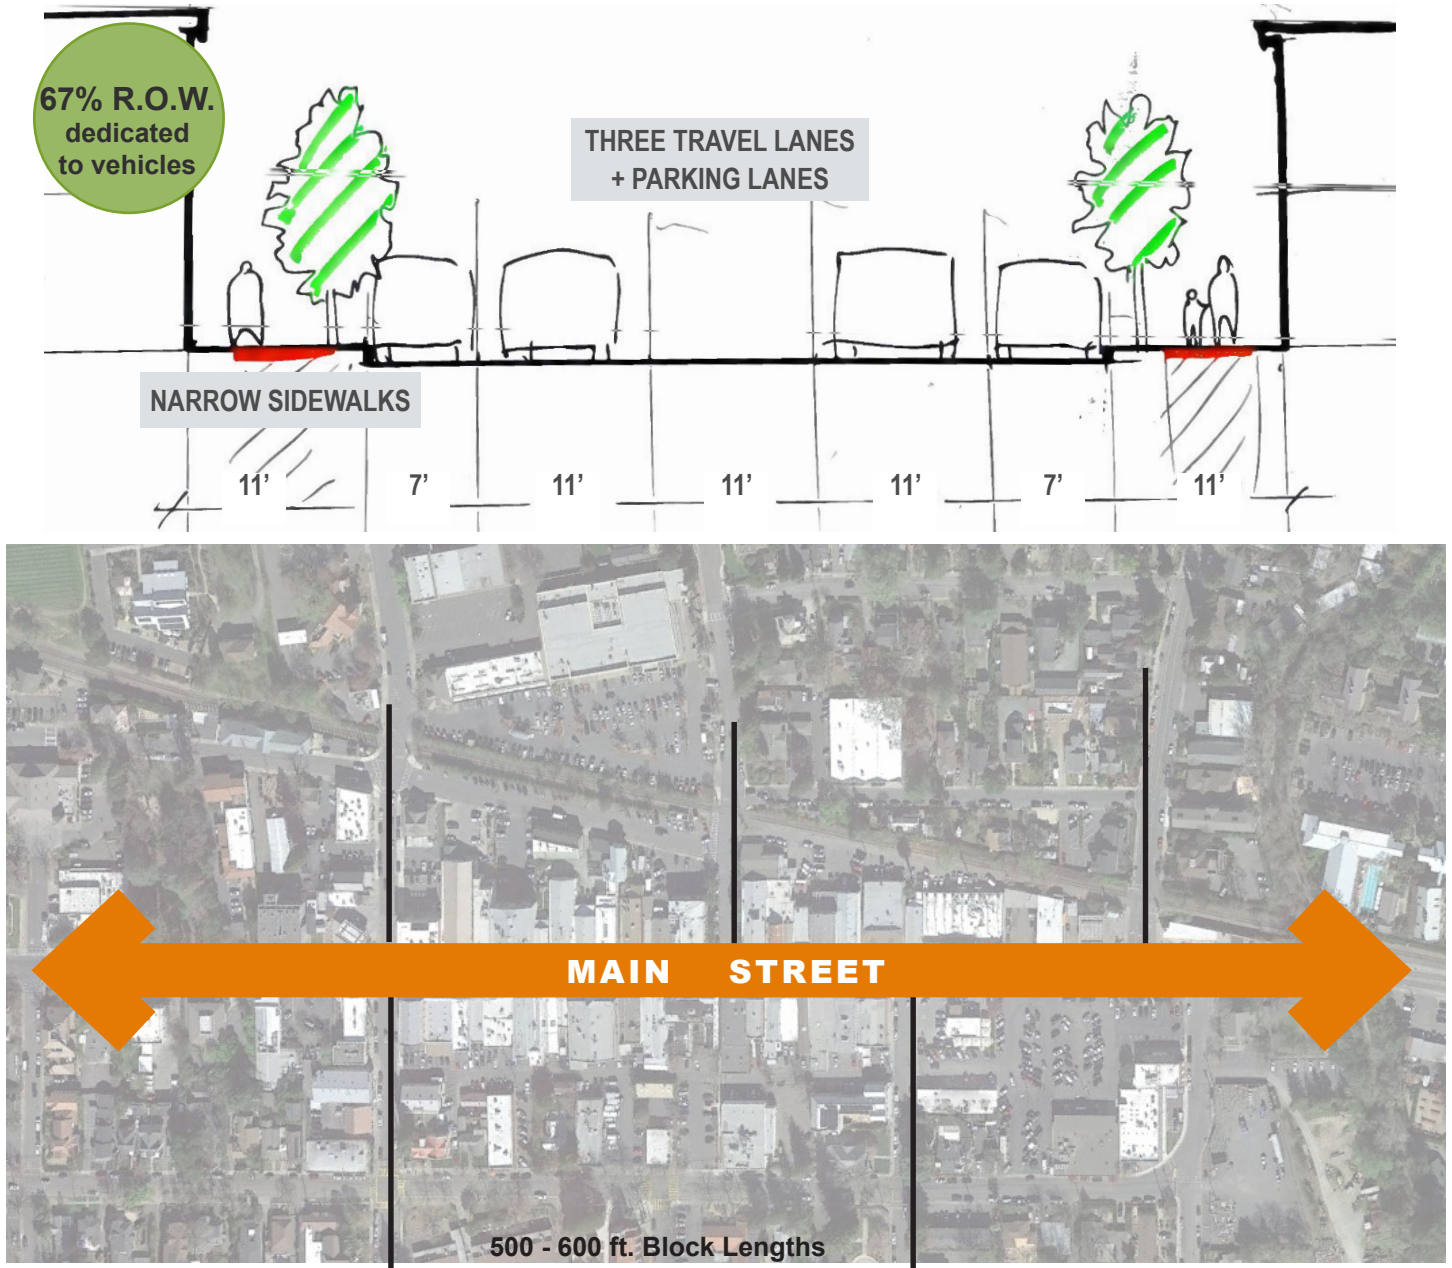 67% R.O.W.
dedicated
to vehicles
THREE TRAVEL LANES
+ PARKING LANES
NARROW SIDEWALKS
11’ 7’ 11’ 11’ 11’ 7’ 11’
MAIN STREET
500 - 600 ft. Block Lengths